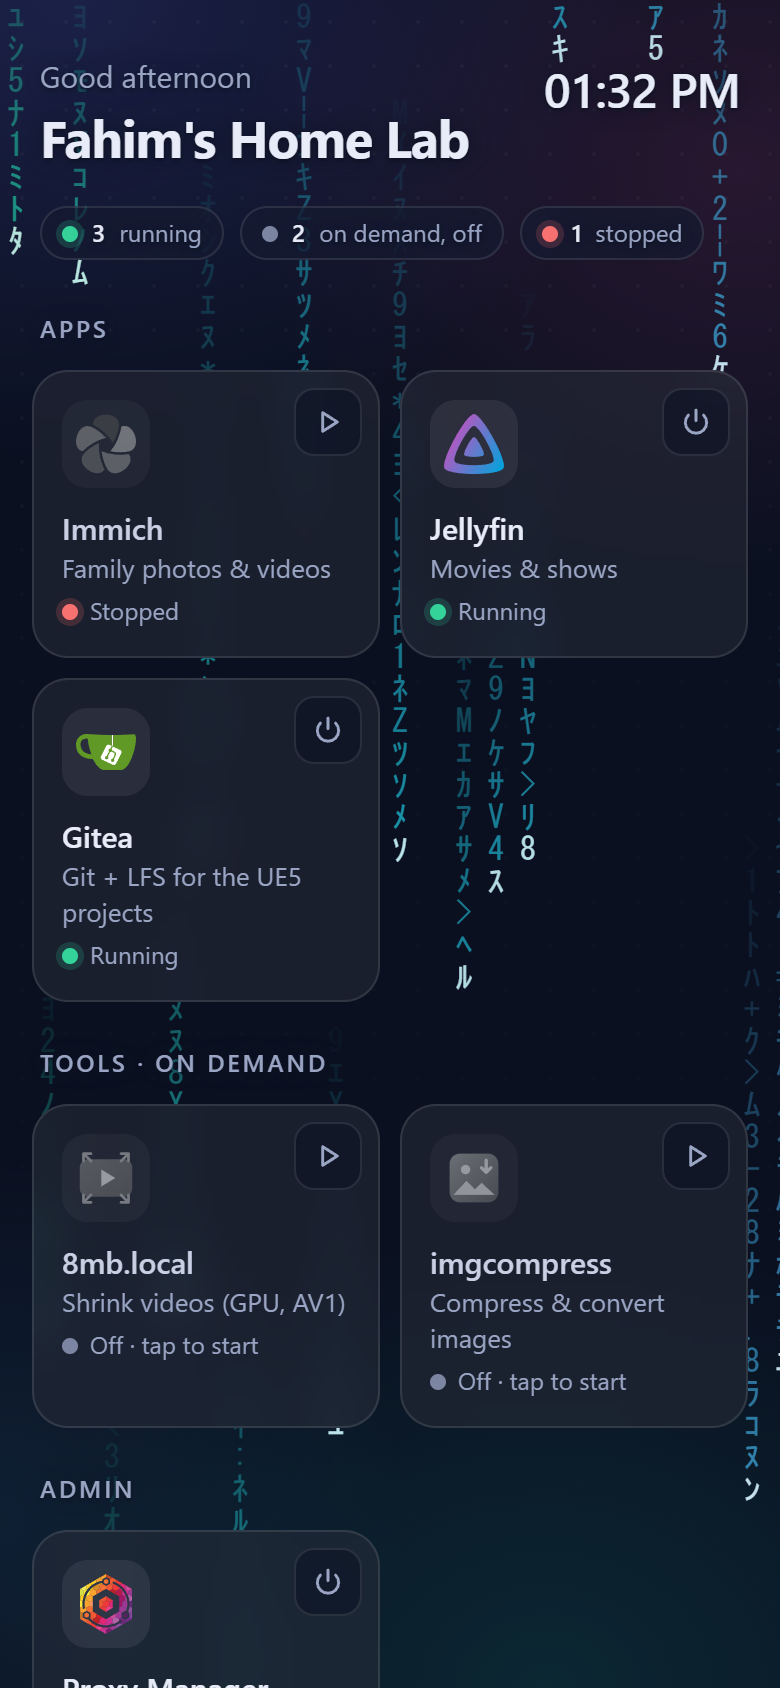 Good afternoon
01:32 PM
Fahim's Home Lab
3 running
2 on demand, off
1 stopped
APPS
Immich
Family photos & videos
Stopped
Jellyfin
Movies & shows
Running
Gitea
Git + LFS for the UE5
projects
Running
TOOLS · ON DEMAND
8mb.local
Shrink videos (GPU, AV1)
Off · tap to start
imgcompress
Compress & convert
images
Off · tap to start
ADMIN
Proxy Manager